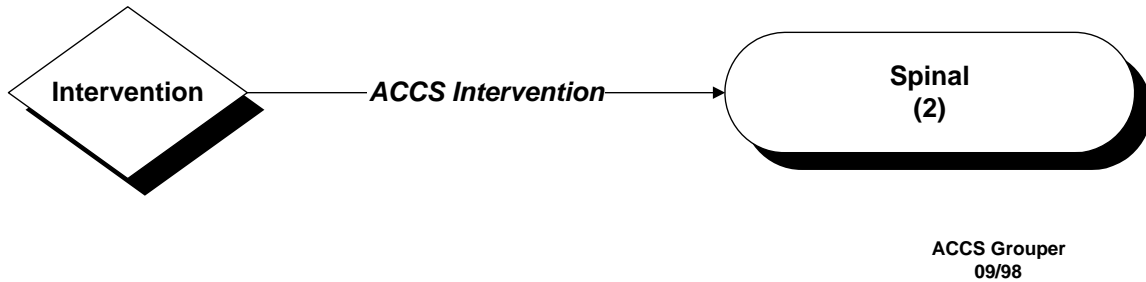 Intervention
ACCS Intervention
Spinal
(2)
ACCS Grouper
09/98